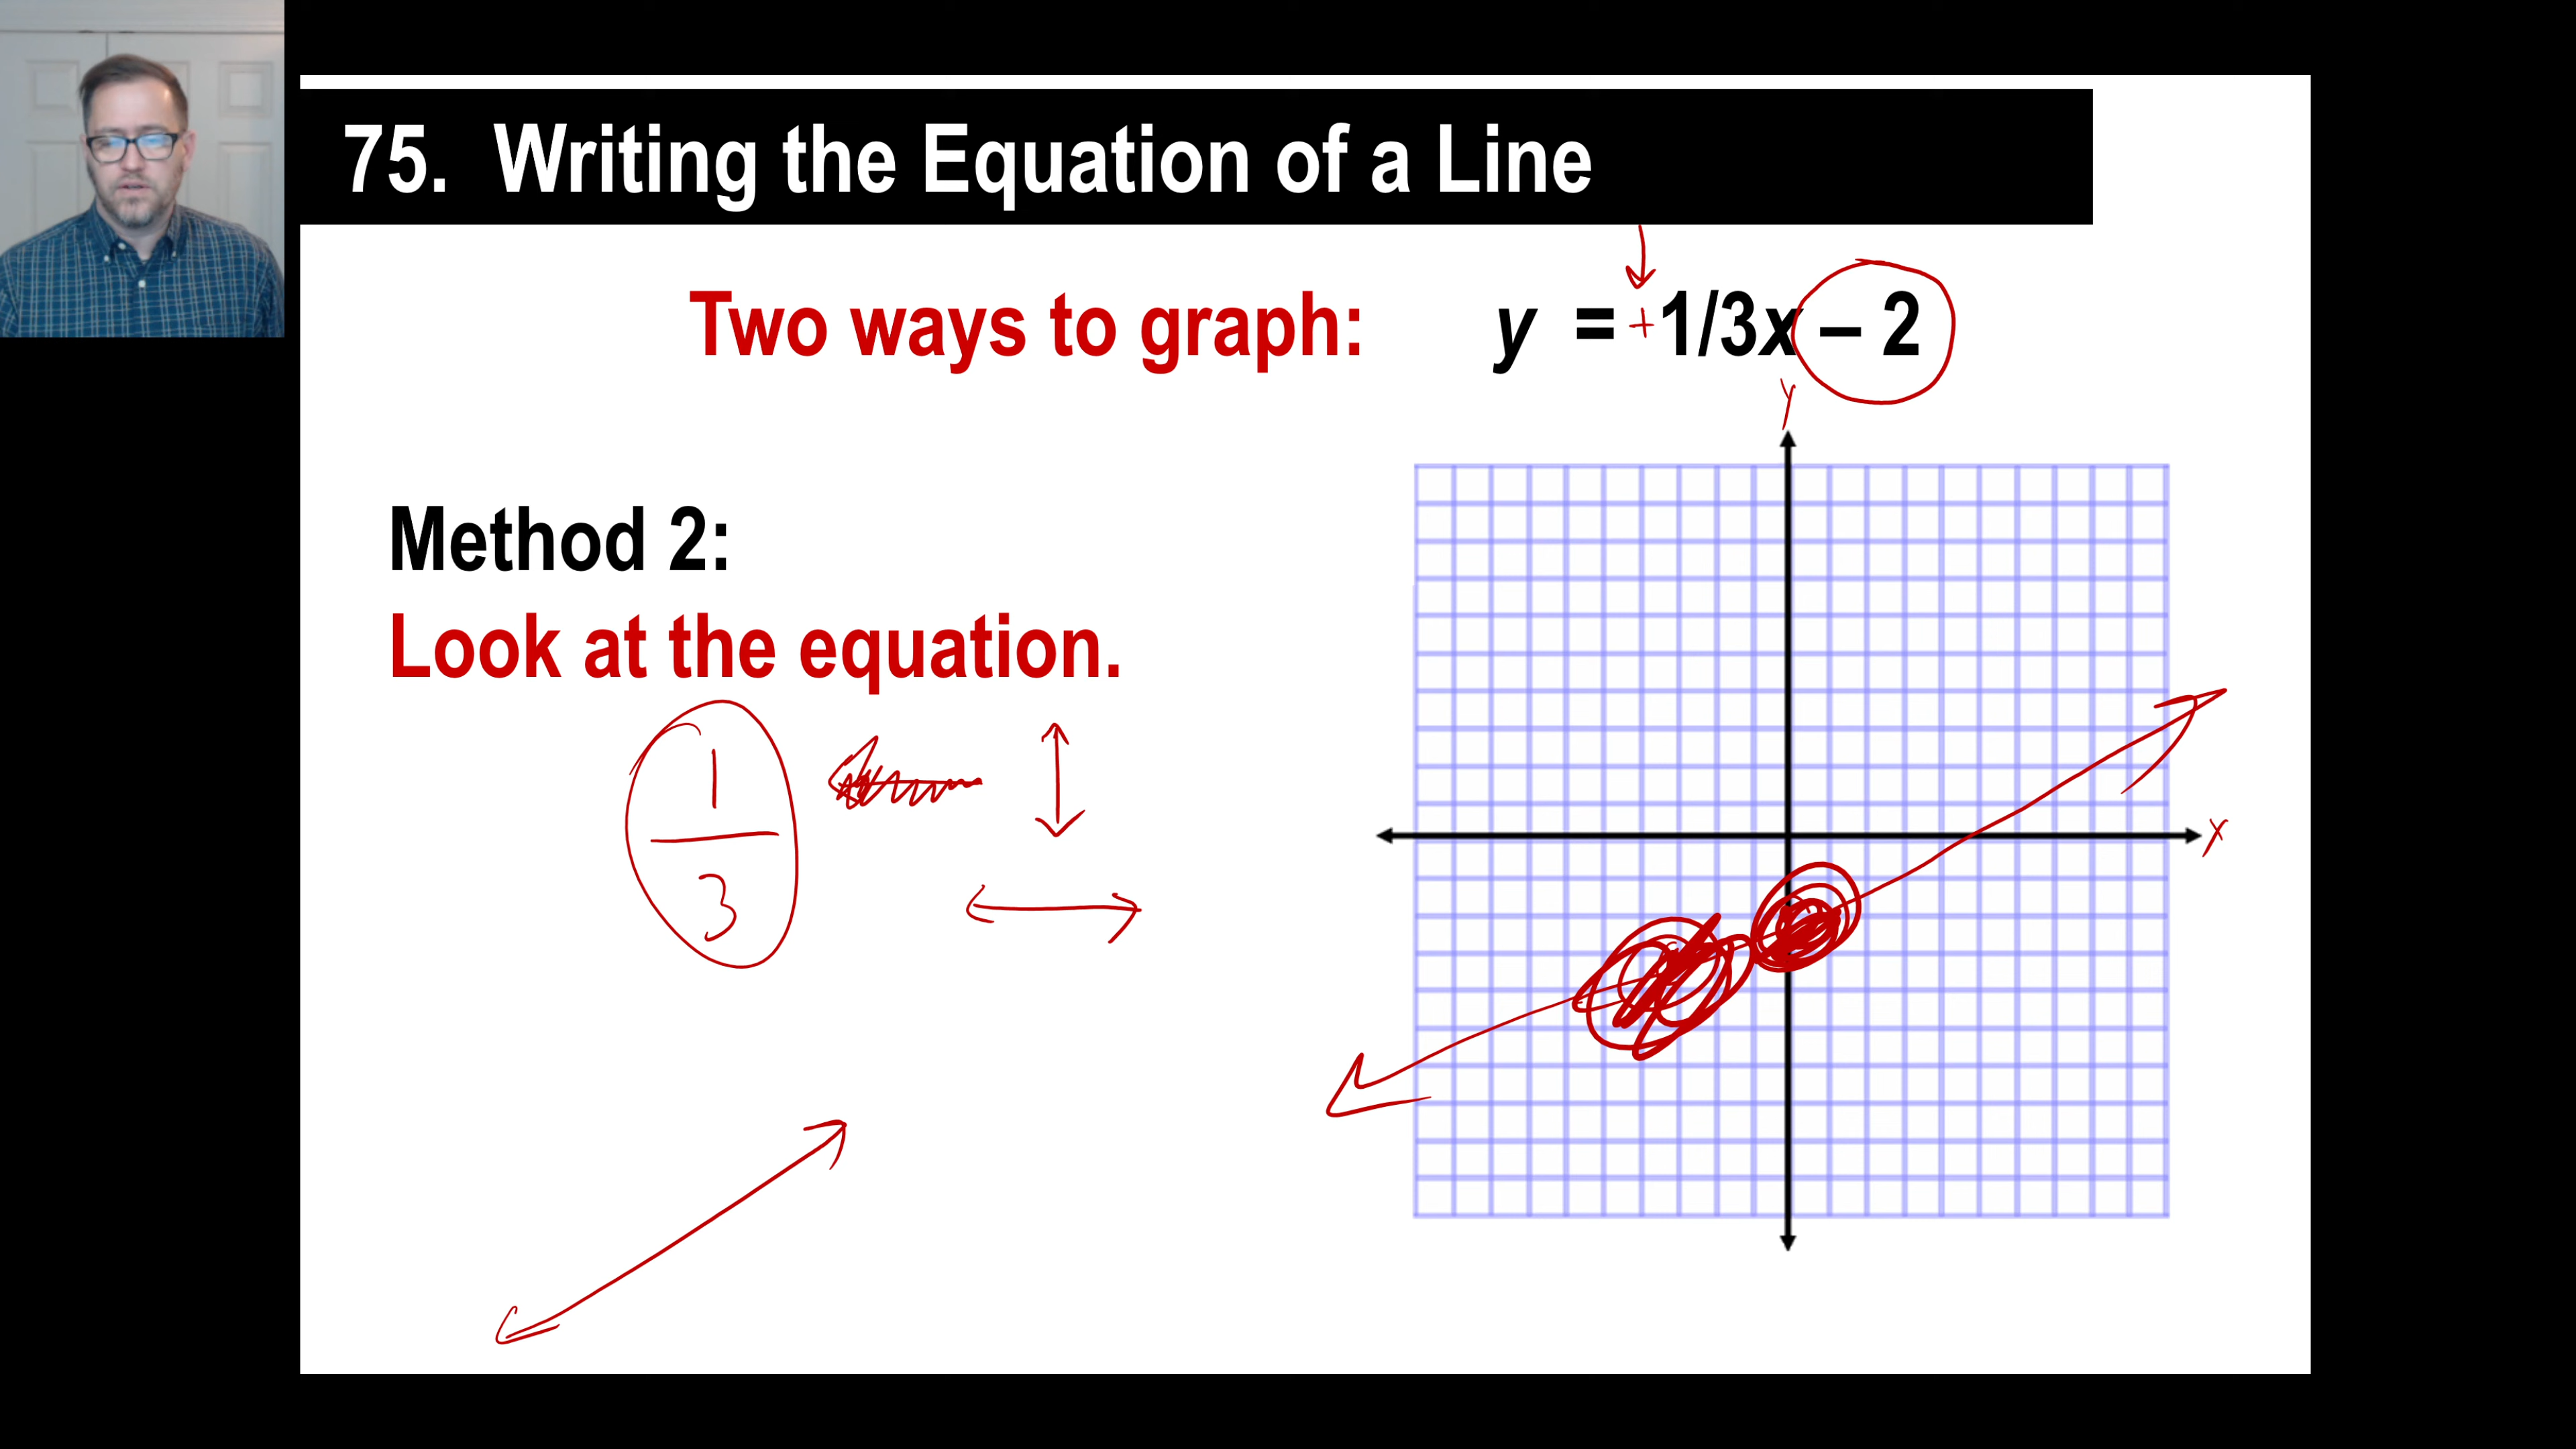 75. Writing the Equation of a Line
Two ways to graph: y = + 1/3x – 2
y
Method 2:
Look at the equation.
1
3
x